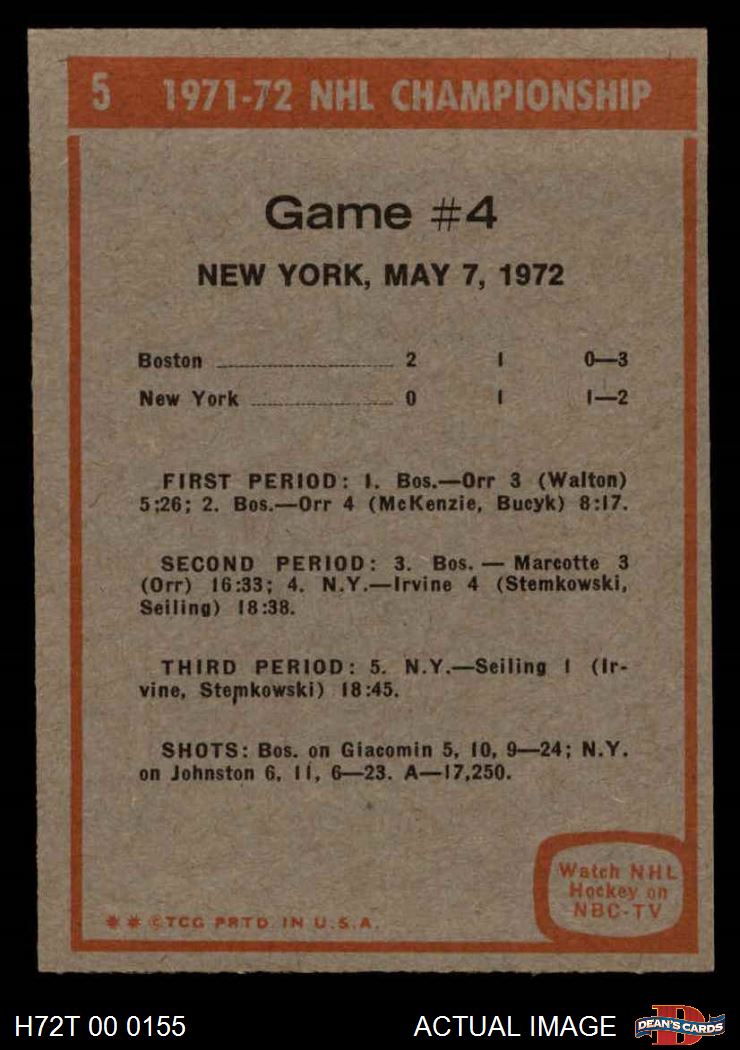 5 1971-72 NHL CHAMPIONSHIP
Game #4
NEW YORK, MAY 7, 1972
Boston 2 1 0—3
New York 0 1 1—2
FIRST PERIOD: 1. Bos.—Orr 3 (Walton)
5:26; 2. Bos.—Orr 4 (McKenzie, Bucyk) 8:17.
SECOND PERIOD: 3. Bos. — Marcotte 3
(Orr) 16:33; 4. N.Y.—Irvine 4 (Stemkowski,
Seiling) 18:38.
THIRD PERIOD: 5. N.Y.—Seiling 1 (Ir-
vine, Stemkowski) 18:45.
SHOTS: Bos. on Giacomin 5, 10, 9—24; N.Y.
on Johnston 6, 11, 6—23. A—17,250.
Watch NHL
Hockey on
NBC-TV
** ©TCG PRTD IN U.S.A.
H72T 00 0155 ACTUAL IMAGE D DEAN'S CARDS